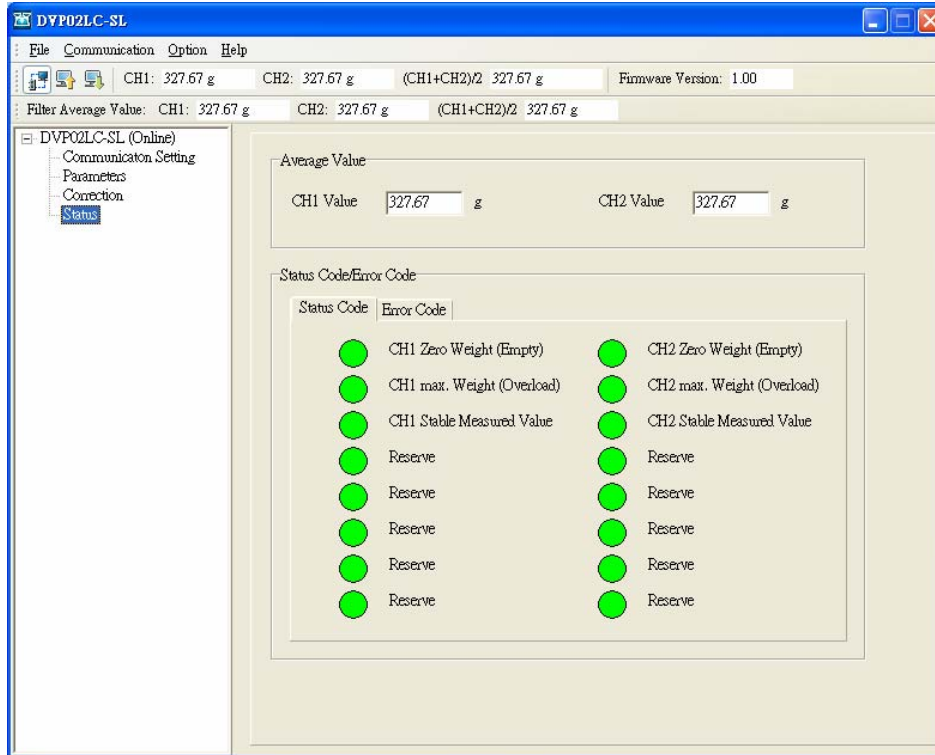 DVP02LC-SL
File Communication Option Help
CH1: 327.67 g CH2: 327.67 g (CH1+CH2)/2 327.67 g Firmware Version: 1.00
Filter Average Value: CH1: 327.67 g CH2: 327.67 g (CH1+CH2)/2 327.67 g
DVP02LC-SL (Online)
Communicaton Setting
Parameters
Correction
Status
Average Value
CH1 Value 327.67 g CH2 Value 327.67 g
Status Code/Error Code
Status Code Error Code
CH1 Zero Weight (Empty) CH2 Zero Weight (Empty)
CH1 max. Weight (Overload) CH2 max. Weight (Overload)
CH1 Stable Measured Value CH2 Stable Measured Value
Reserve Reserve
Reserve Reserve
Reserve Reserve
Reserve Reserve
Reserve Reserve